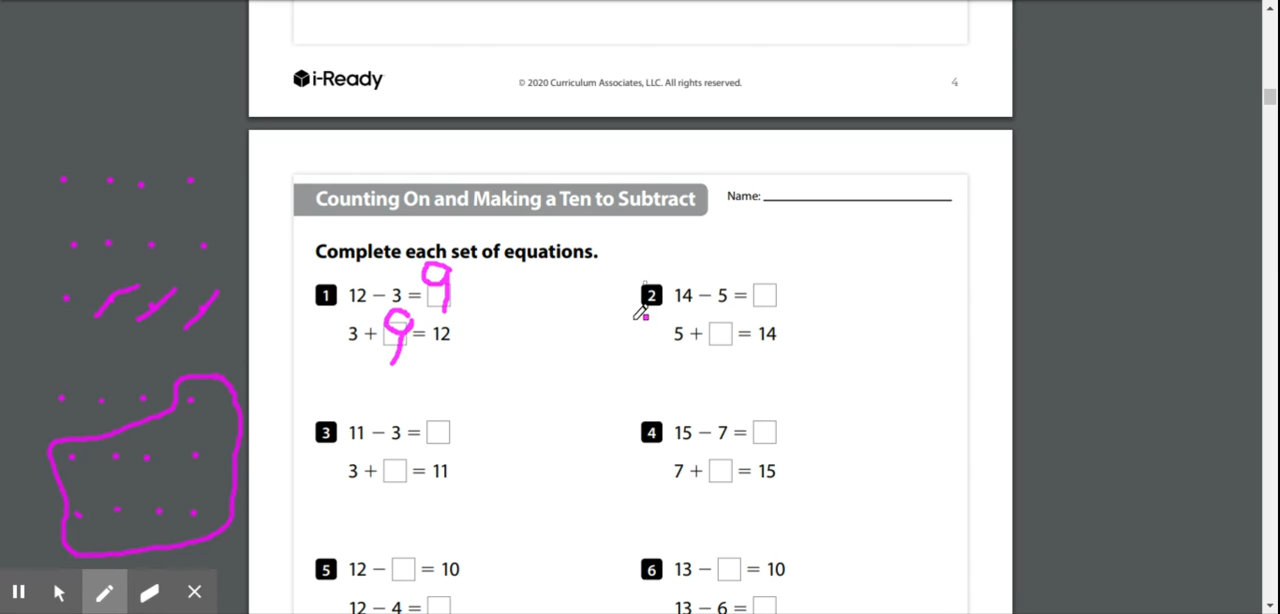 i-Ready
© 2020 Curriculum Associates, LLC. All rights reserved.
4
Counting On and Making a Ten to Subtract
Name:
Complete each set of equations.
1 12 − 3 = 9
3 + 9 = 12
2 14 − 5 = □
5 + □ = 14
3 11 − 3 = □
3 + □ = 11
4 15 − 7 = □
7 + □ = 15
5 12 − □ = 10
12 − 4 = □
6 13 − □ = 10
13 − 6 = □